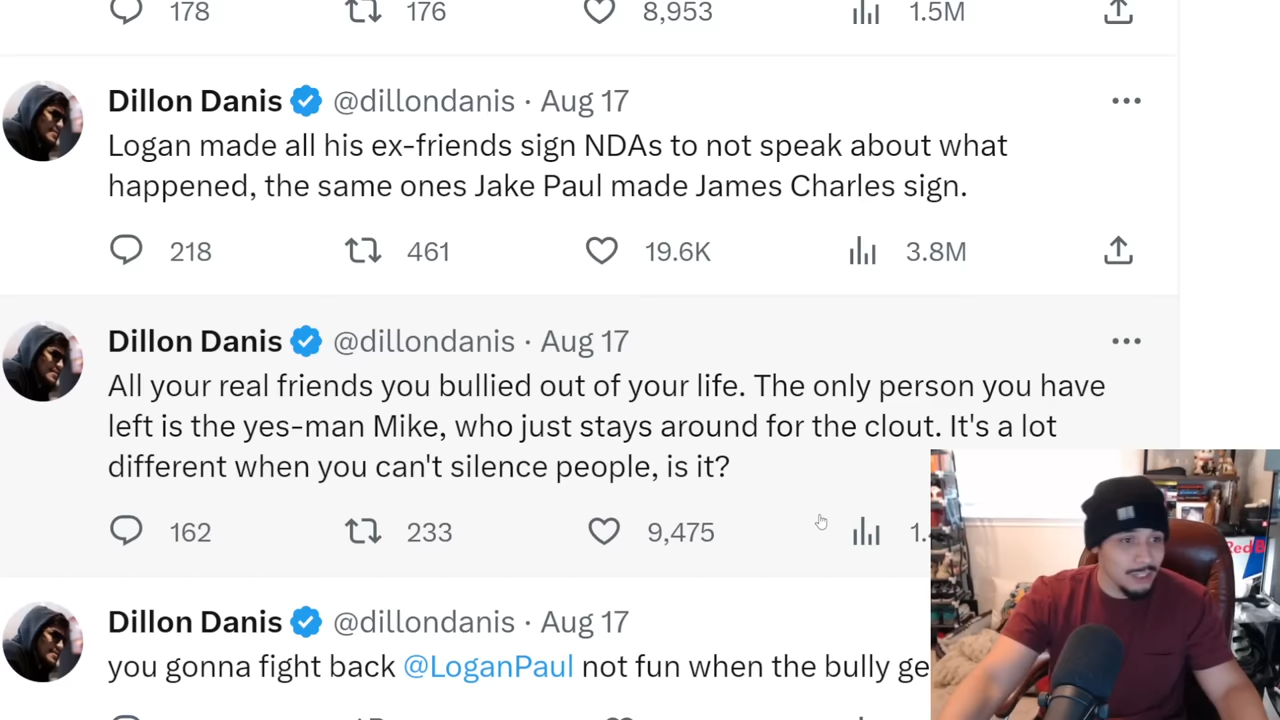 178 176 8,953 1.5M
Dillon Danis @dillondanis · Aug 17
Logan made all his ex-friends sign NDAs to not speak about what
happened, the same ones Jake Paul made James Charles sign.
218 461 19.6K 3.8M
Dillon Danis @dillondanis · Aug 17
All your real friends you bullied out of your life. The only person you have
left is the yes-man Mike, who just stays around for the clout. It's a lot
different when you can't silence people, is it?
162 233 9,475 1.
Dillon Danis @dillondanis · Aug 17
you gonna fight back @LoganPaul not fun when the bully ge
Red B